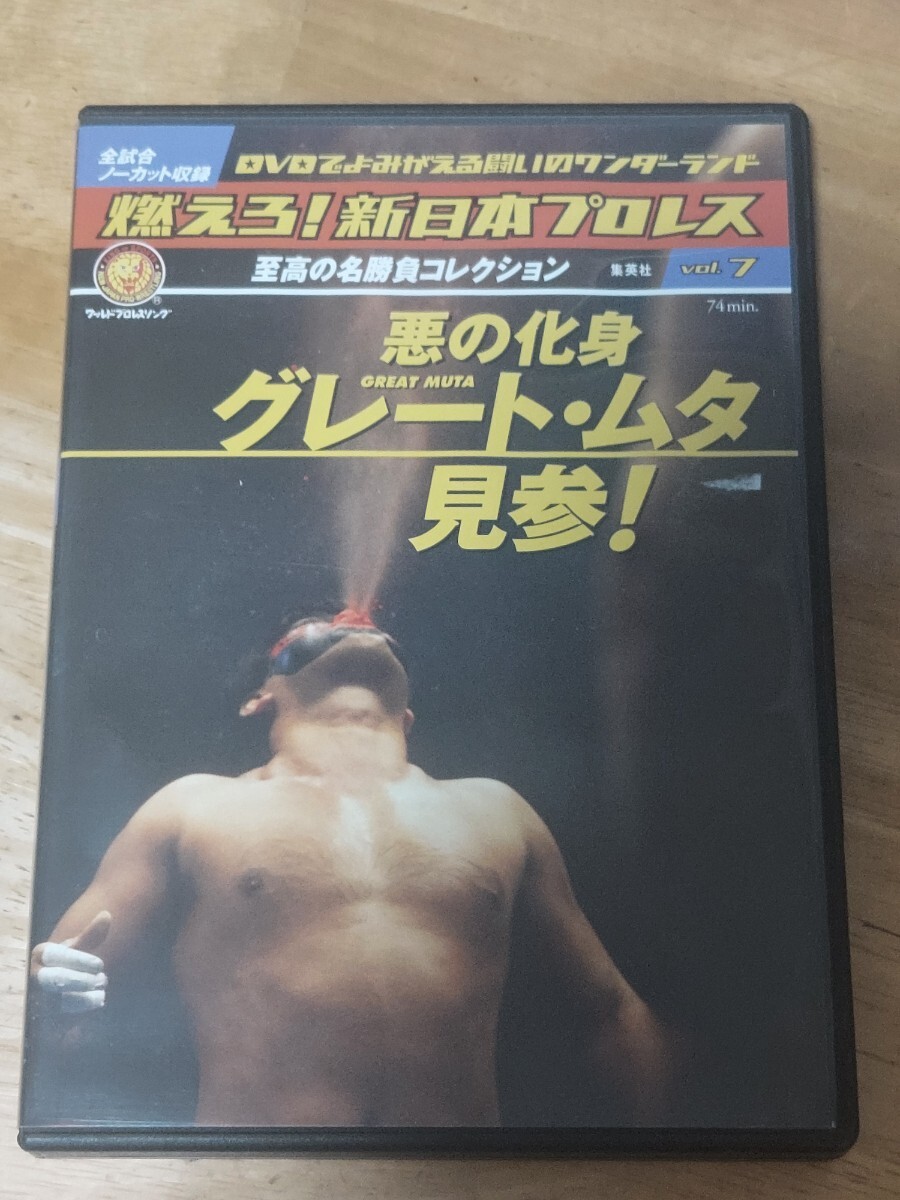 全試合
ノーカット収録
DVDでよみがえる闘いのワンダーランド
燃えろ!新日本プロレス
至高の名勝負コレクション
集英社
vol. 7
ワールドプロレスリング
74min.
悪の化身
GREAT MUTA
グレート・ムタ
見参!